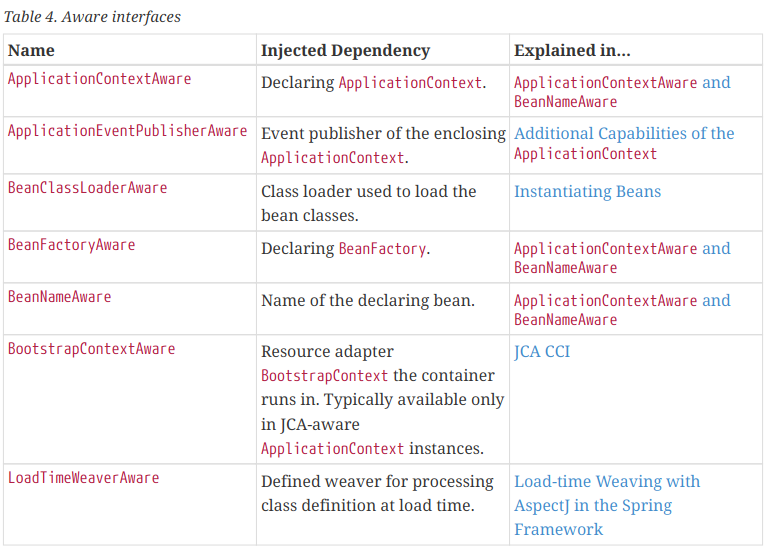 Table 4. Aware interfaces
Name Injected Dependency Explained in…
ApplicationContextAware Declaring ApplicationContext. ApplicationContextAware and
BeanNameAware
ApplicationEventPublisherAware Event publisher of the enclosing Additional Capabilities of the
ApplicationContext. ApplicationContext
BeanClassLoaderAware Class loader used to load the Instantiating Beans
bean classes.
BeanFactoryAware Declaring BeanFactory. ApplicationContextAware and
BeanNameAware
BeanNameAware Name of the declaring bean. ApplicationContextAware and
BeanNameAware
BootstrapContextAware Resource adapter JCA CCI
BootstrapContext the container
runs in. Typically available only
in JCA-aware
ApplicationContext instances.
LoadTimeWeaverAware Defined weaver for processing Load-time Weaving with
class definition at load time. AspectJ in the Spring
Framework